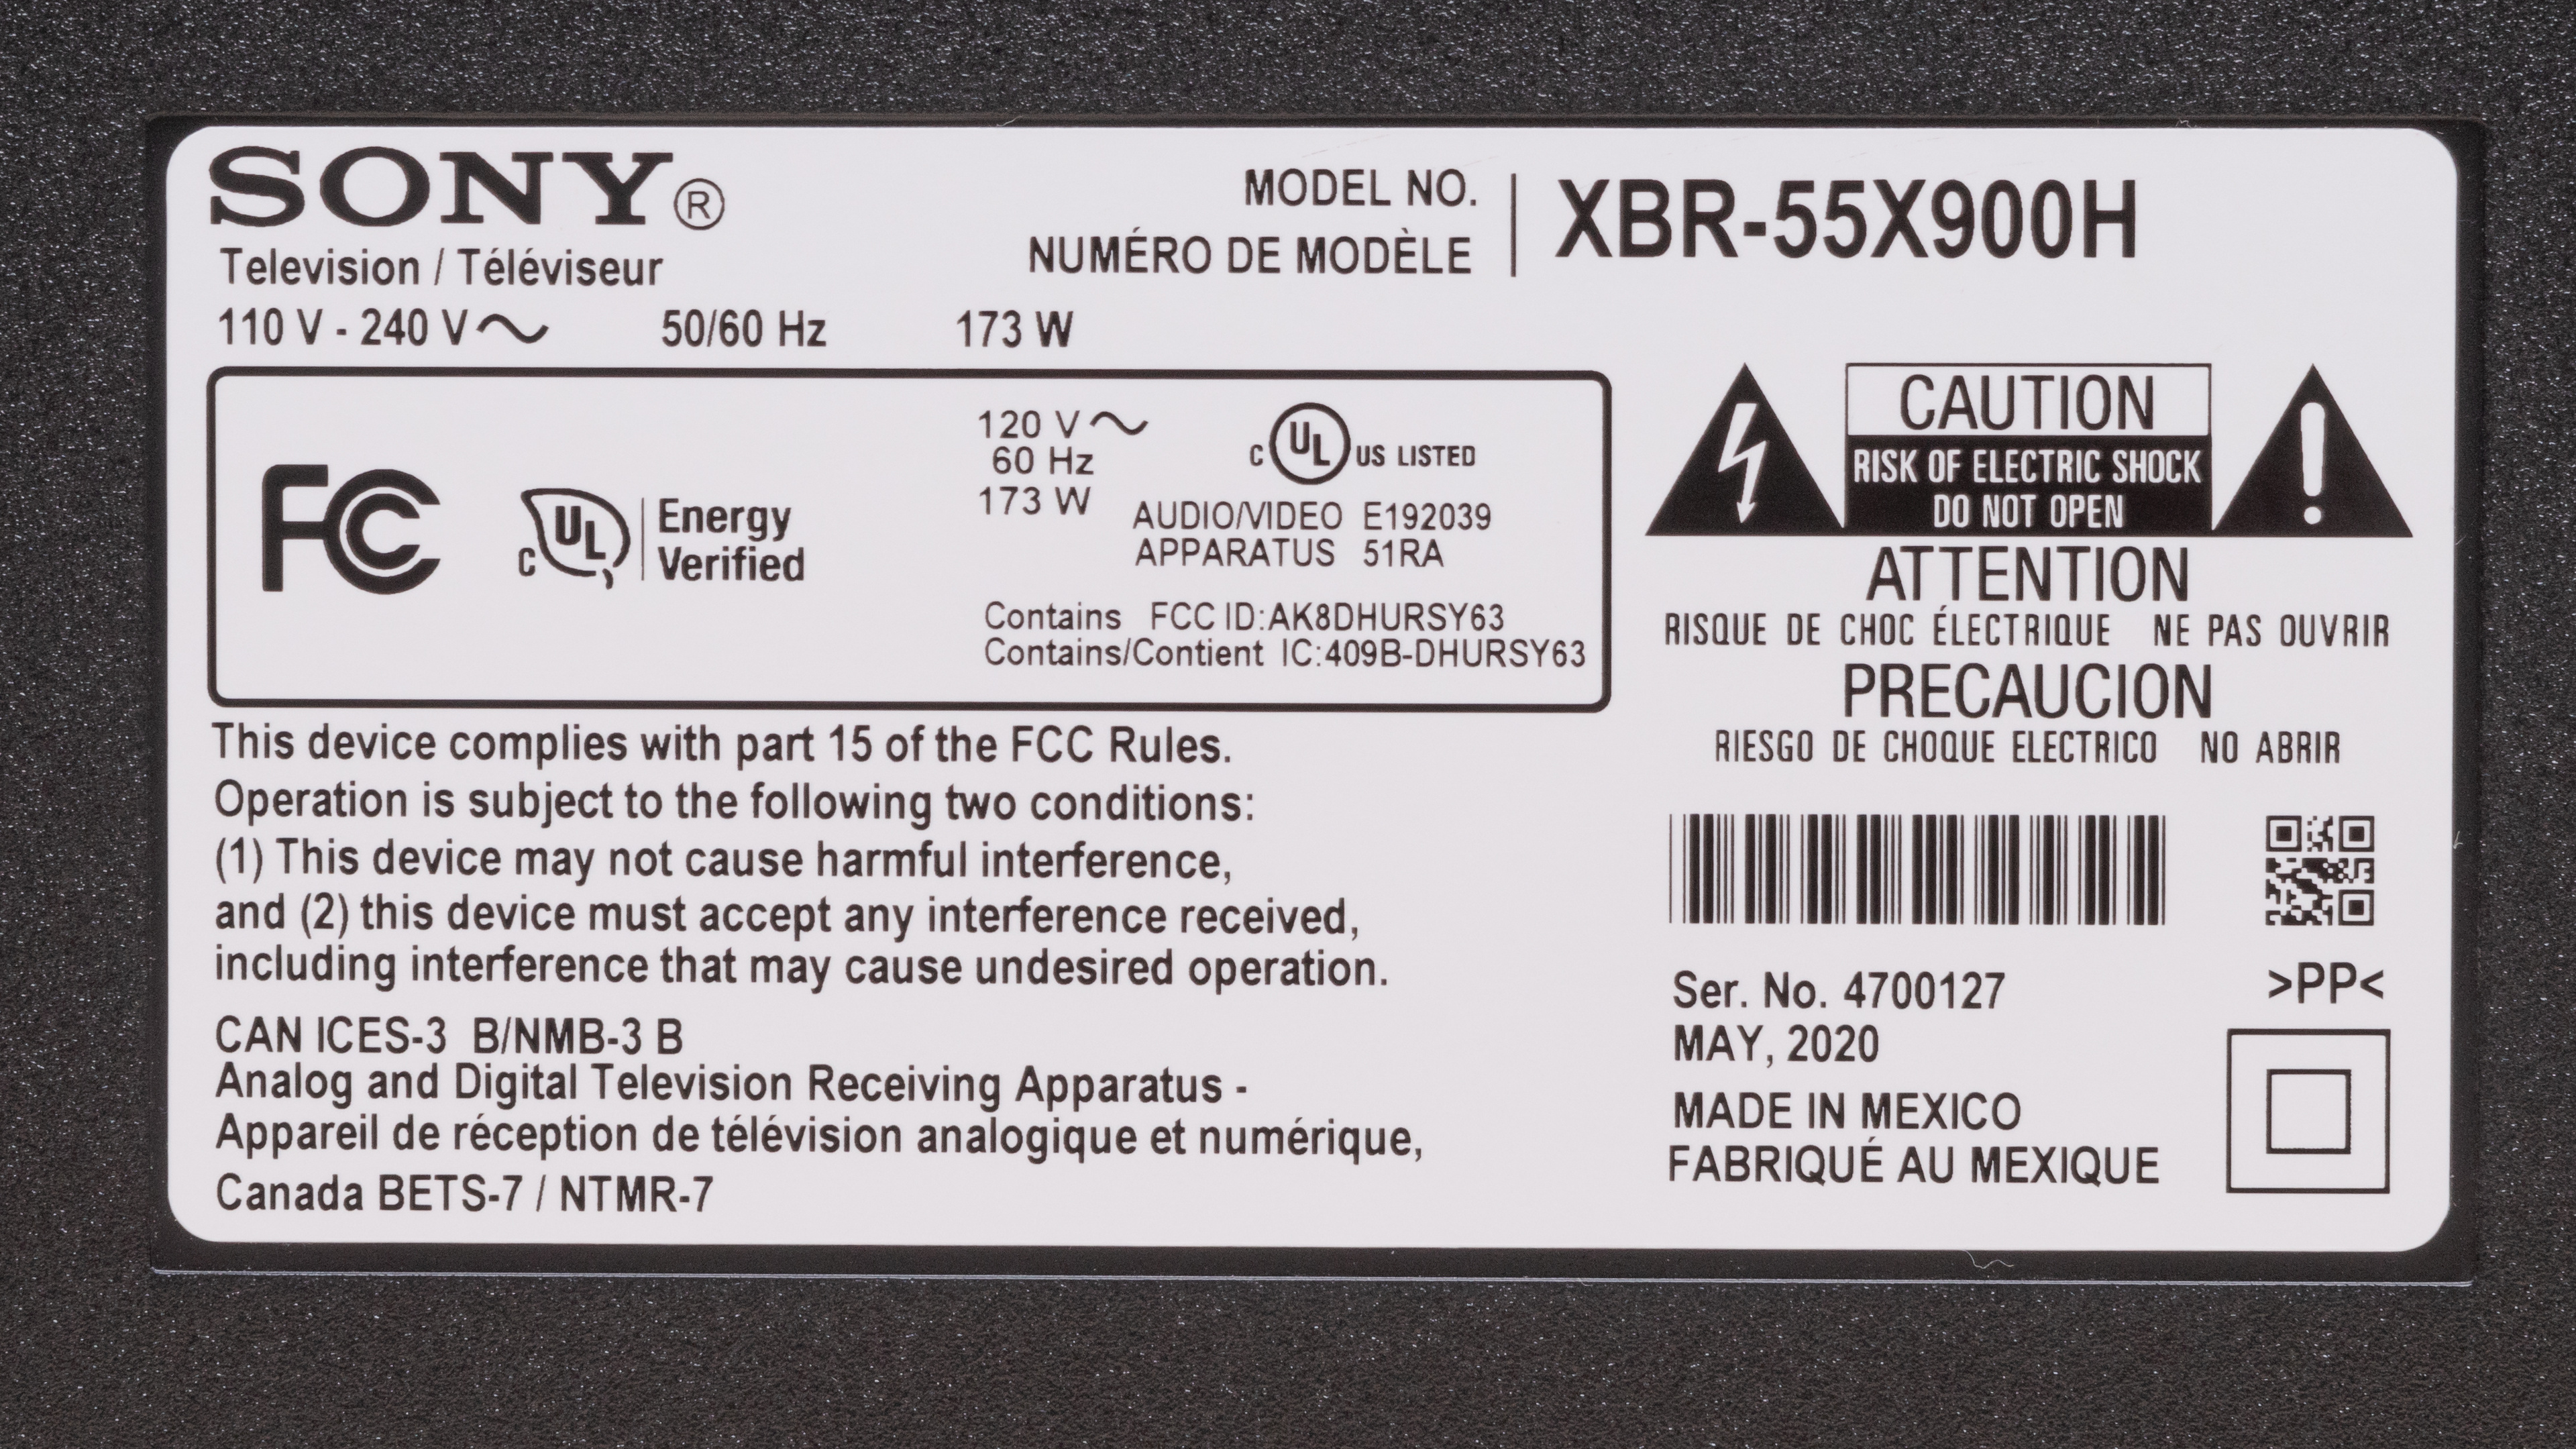 SONY®
Television / Téléviseur
MODEL NO.
NUMÉRO DE MODÈLE
XBR-55X900H
110 V - 240 V~ 50/60 Hz 173 W
FC
C UL Energy
Verified
120 V~
60 Hz
173 W
C UL US LISTED
AUDIO/VIDEO E192039
APPARATUS 51RA
Contains FCC ID:AK8DHURSY63
Contains/Contient IC:409B-DHURSY63
This device complies with part 15 of the FCC Rules.
Operation is subject to the following two conditions:
(1) This device may not cause harmful interference,
and (2) this device must accept any interference received,
including interference that may cause undesired operation.
CAN ICES-3 B/NMB-3 B
Analog and Digital Television Receiving Apparatus -
Appareil de réception de télévision analogique et numérique,
Canada BETS-7 / NTMR-7
CAUTION
RISK OF ELECTRIC SHOCK
DO NOT OPEN
!
ATTENTION
RISQUE DE CHOC ÉLECTRIQUE NE PAS OUVRIR
PRECAUCION
RIESGO DE CHOQUE ELECTRICO NO ABRIR
>PP<
Ser. No. 4700127
MAY, 2020
MADE IN MEXICO
FABRIQUÉ AU MEXIQUE